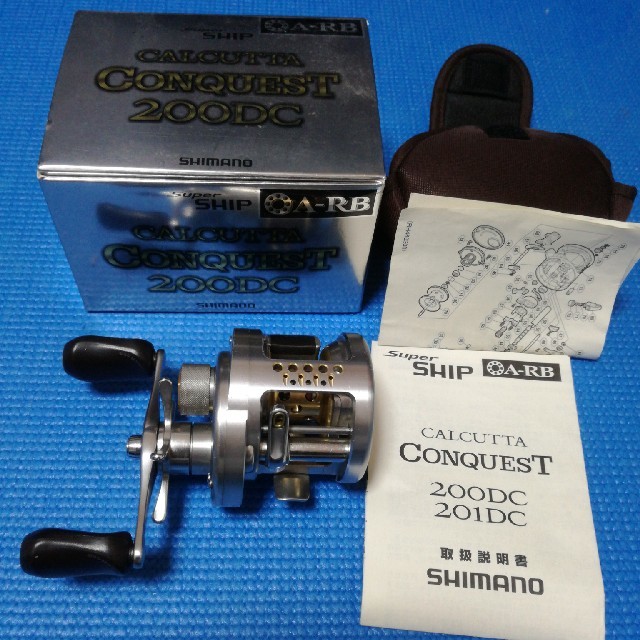 Super
SHIP A-RB
CALCUTTA
CONQUEST
200DC
SHIMANO
Super
SHIP A-RB
CALCUTTA
CONQUEST
200DC
SHIMANO
Super
SHIP A-RB
CALCUTTA
CONQUEST
200DC
201DC
取扱説明書
SHIMANO